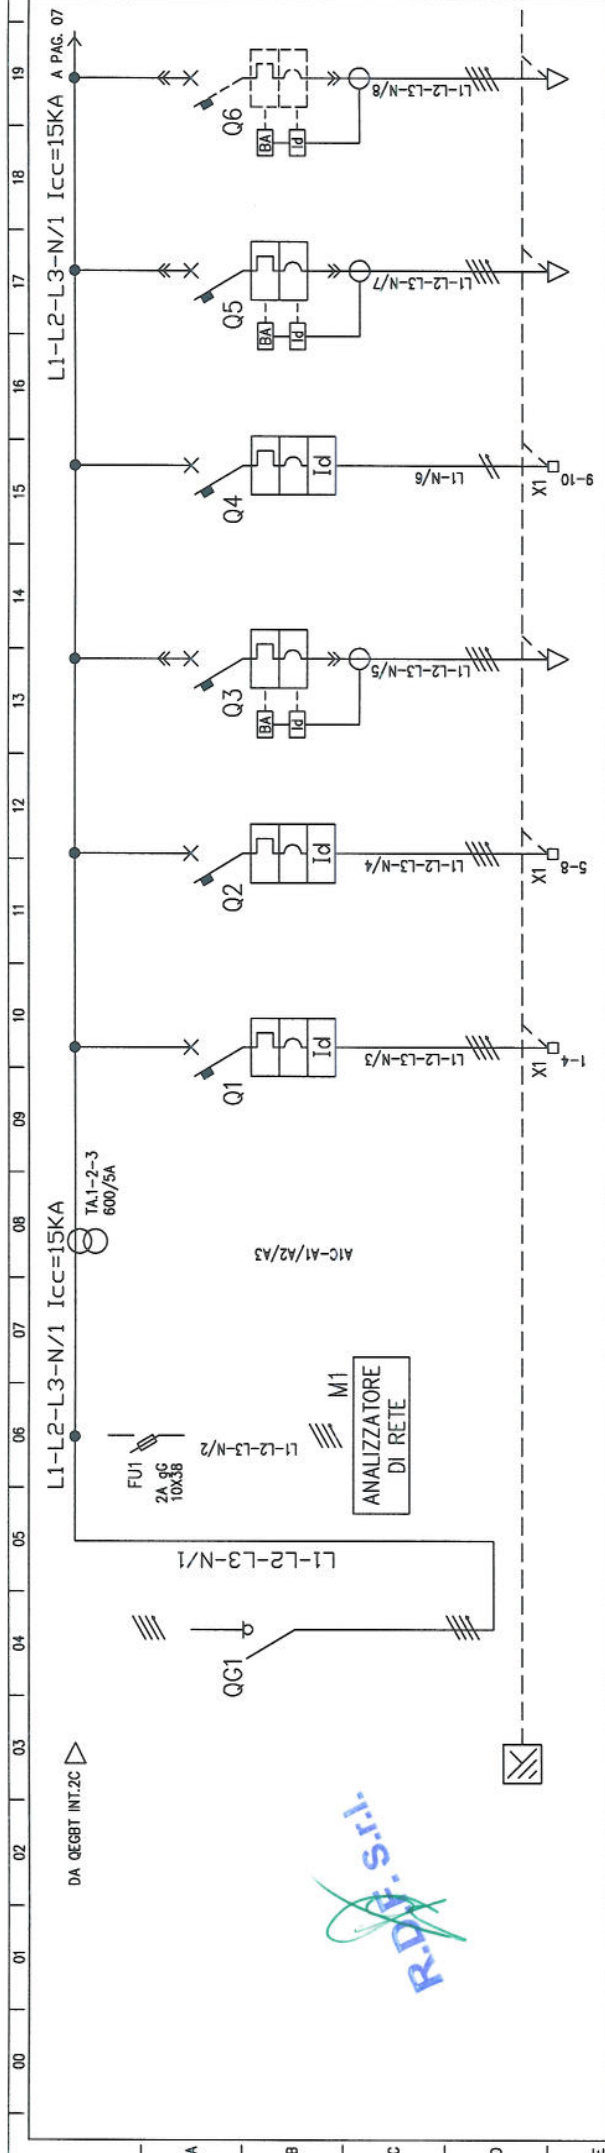 00 01 02 03 04 05 06 07 08 09 10 11 12 13 14 15 16 17 18 19
L1-L2-L3-N/1 Icc=15KA
L1-L2-L3-N/1 Icc=15KA A PAG. 07
DA QEGBT INT.2C
QG1
L1-L2-L3-N/1
FU1
2A gG
10X38
L1-L2-L3-N/2
M1
ANALIZZATORE
DI RETE
TA.1-2-3
600/5A
A1C-A1/A2/A3
Q1
Id
L1-L2-L3-N/3
X1
1-4
Q2
Id
L1-L2-L3-N/4
X1
5-8
Q3
BA
Id
L1-L2-L3-N/5
Q4
Id
L1-N/6
X1
9-10
Q5
BA
Id
L1-L2-L3-N/7
Q6
BA
Id
L1-L2-L3-N/8
R.D.F. S.r.l.
A
B
C
D
E